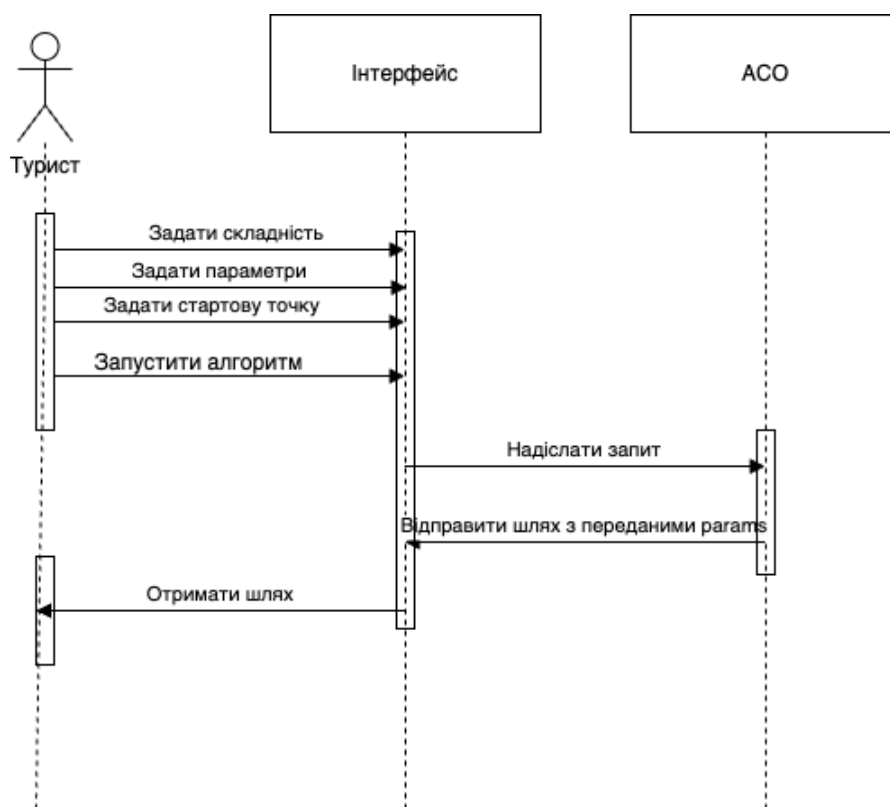 Інтерфейс
ACO
Турист
Задати складність
Задати параметри
Задати стартову точку
Запустити алгоритм
Надіслати запит
Відправити шлях з переданими params
Отримати шлях